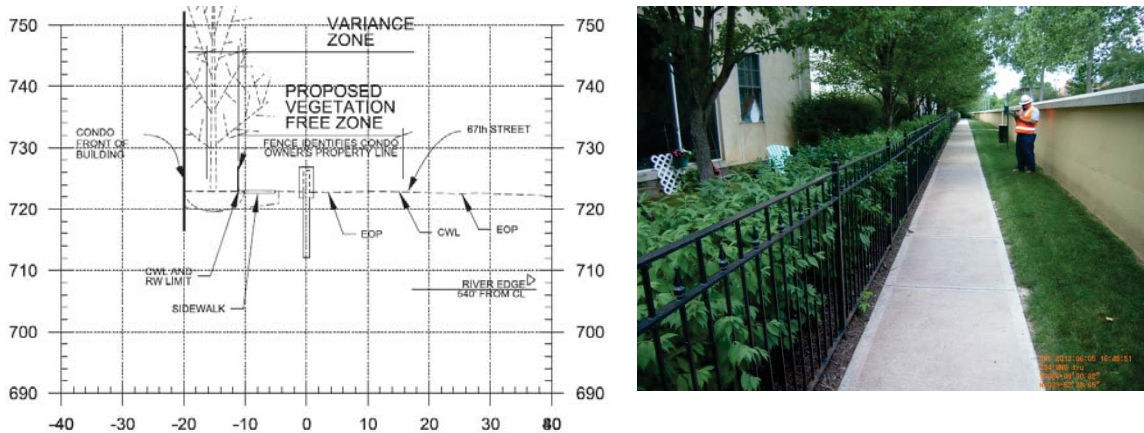 750
740
730
720
710
700
690
VARIANCE
ZONE
PROPOSED
VEGETATION
FREE ZONE
CONDO
FRONT OF
BUILDING
FENCE IDENTIFIES CONDO
OWNER'S PROPERTY LINE
67th STREET
EOP
CWL
EOP
CWL AND
RW LIMIT
SIDEWALK
RIVER EDGE
540' FROM CL
750
740
730
720
710
700
690
-40
-30
-20
-10
0
10
20
30